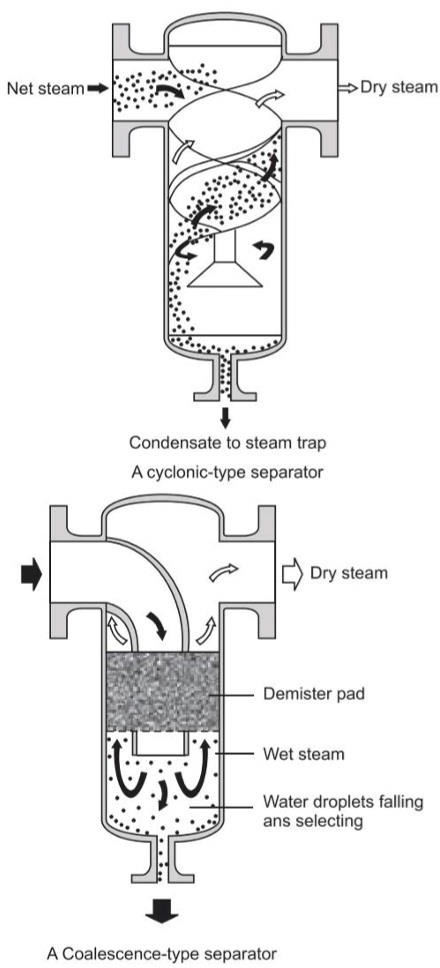 Net steam
Dry steam
Condensate to steam trap
A cyclonic-type separator
Dry steam
Demister pad
Wet steam
Water droplets falling
ans selecting
A Coalescence-type separator